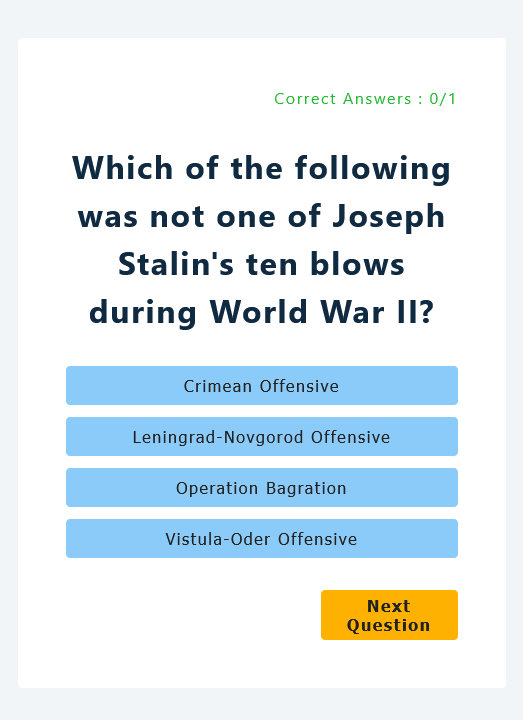 Correct Answers : 0/1
Which of the following
was not one of Joseph
Stalin's ten blows
during World War II?
Crimean Offensive
Leningrad-Novgorod Offensive
Operation Bagration
Vistula-Oder Offensive
Next
Question